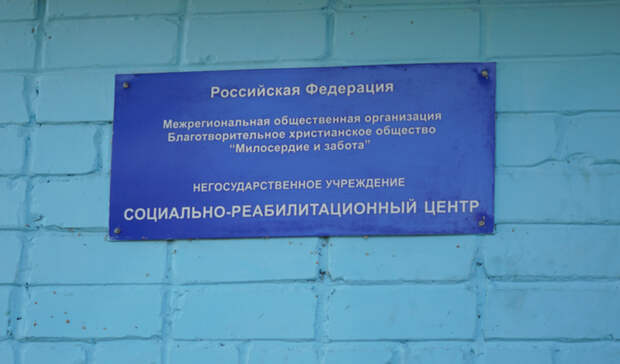 Российская Федерация
Межрегиональная общественная организация
Благотворительное христианское общество
“Милосердие и забота”
НЕГОСУДАРСТВЕННОЕ УЧРЕЖДЕНИЕ
СОЦИАЛЬНО-РЕАБИЛИТАЦИОННЫЙ ЦЕНТР